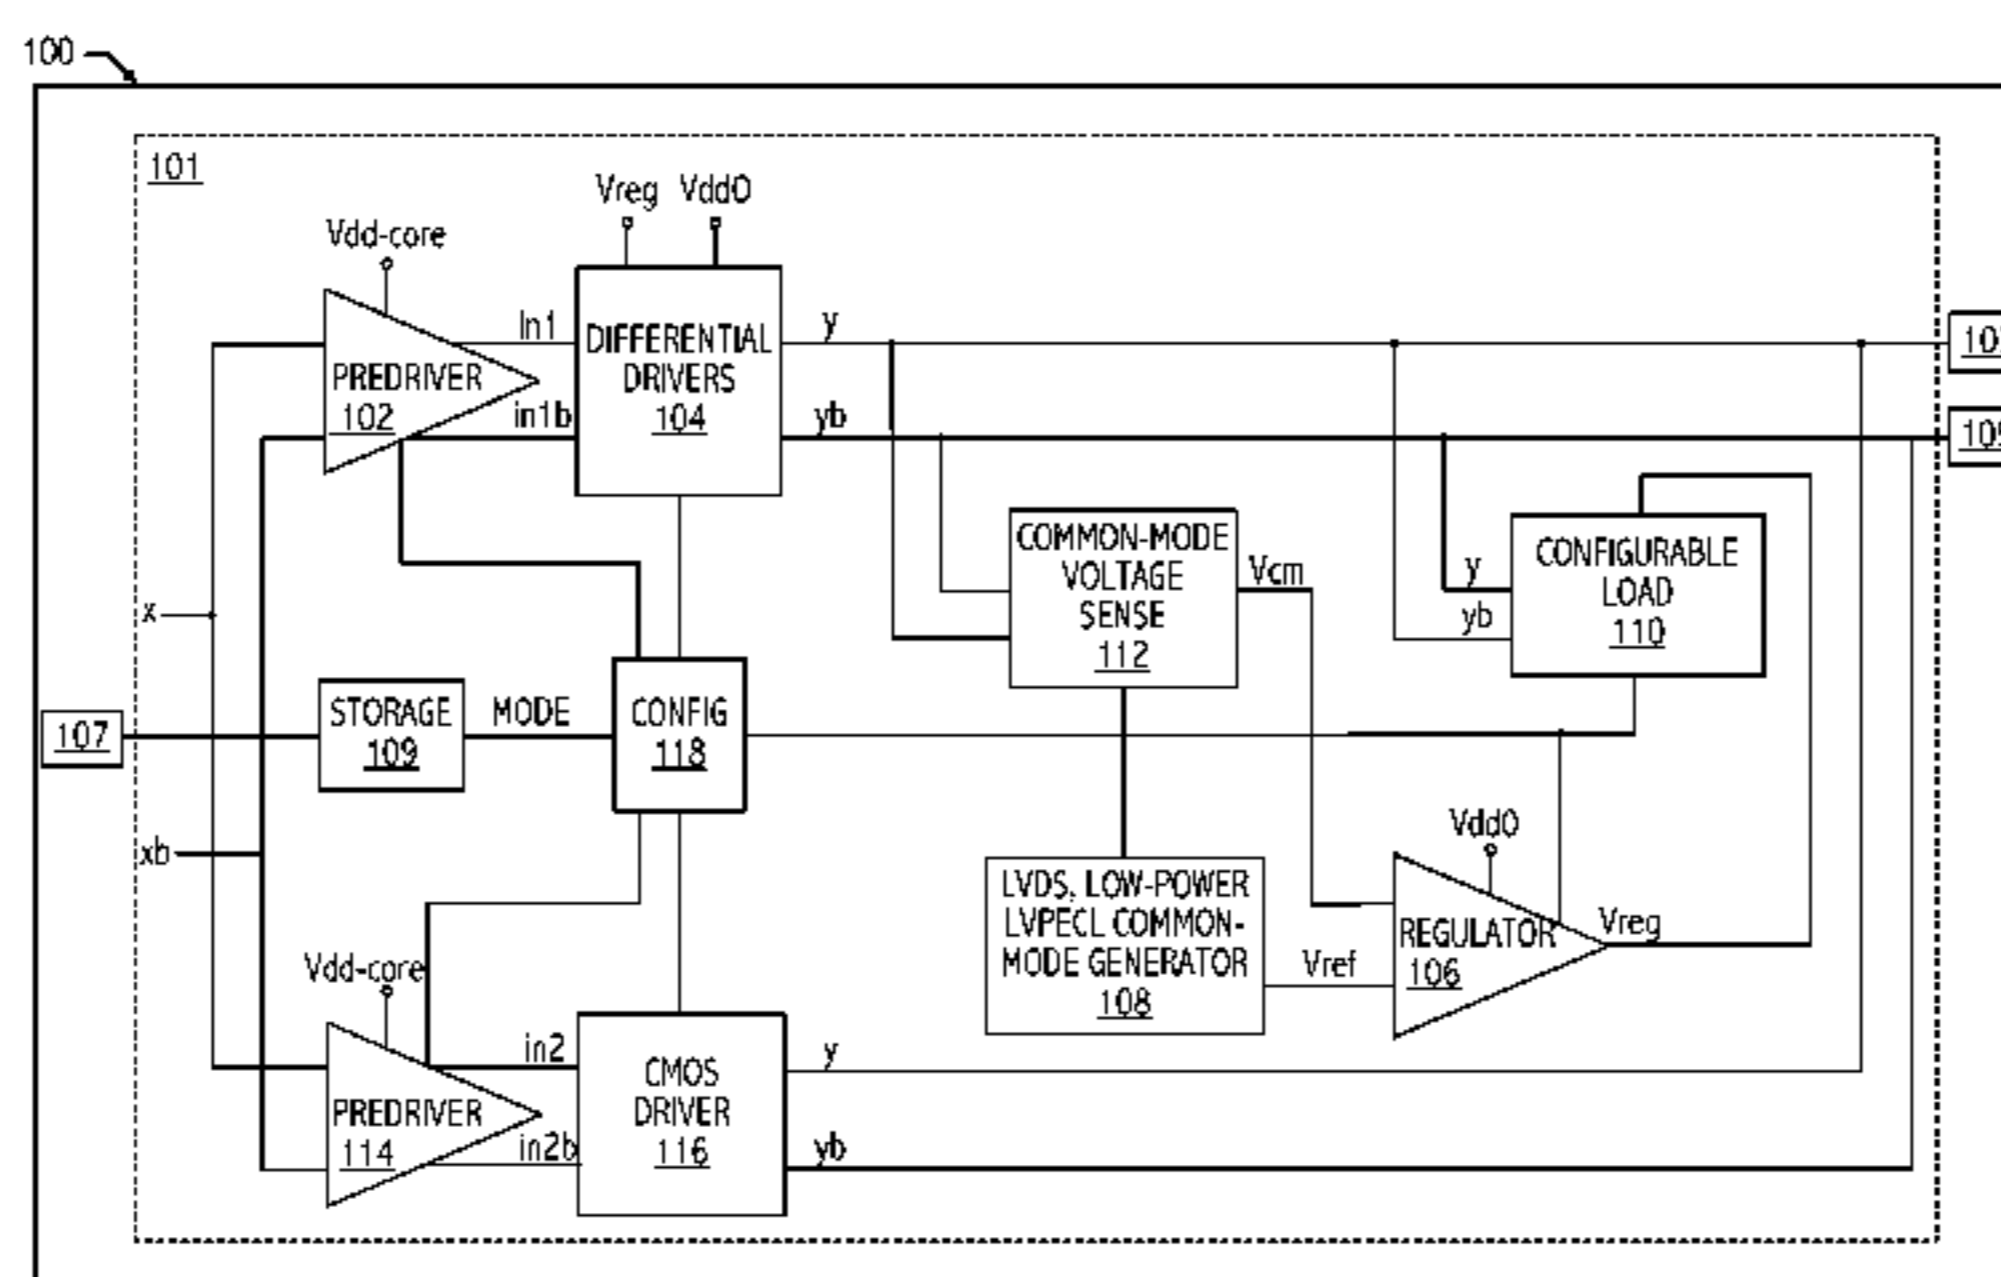 100
101
Vreg VddO
Vdd-core
In1
y
DIFFERENTIAL
DRIVERS
104
PREDRIVER
102
in1b
yb
COMMON-MODE
VOLTAGE
SENSE
112
Vcm
y
yb
CONFIGURABLE
LOAD
110
x
107
STORAGE
109
MODE
CONFIG
118
xb
VddO
LVDS, LOW-POWER
LVPECL COMMON-
MODE GENERATOR
108
Vref
REGULATOR
106
Vreg
Vdd-core
in2
y
CMOS
DRIVER
116
PREDRIVER
114
in2b
yb